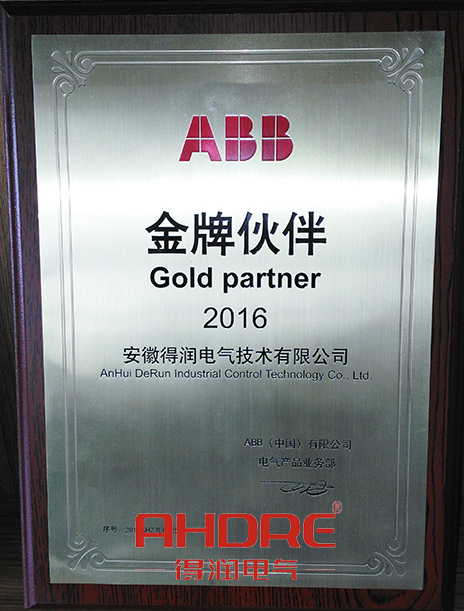 ABB
金牌伙伴
Gold partner
2016
安徽得润电气技术有限公司
AnHui DeRun Industrial Control Technology Co., Ltd.
ABB（中国）有限公司
电气产品业务部
序号:
AHDRE®
得润电气